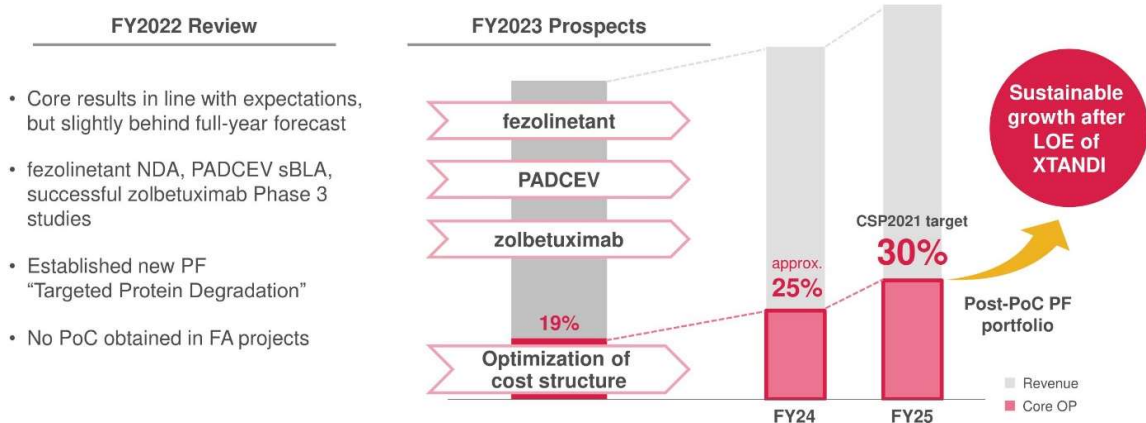 FY2022 Review
• Core results in line with expectations,
but slightly behind full-year forecast
• fezolinetant NDA, PADCEV sBLA,
successful zolbetuximab Phase 3
studies
• Established new PF
“Targeted Protein Degradation”
• No PoC obtained in FA projects
FY2023 Prospects
fezolinetant
PADCEV
zolbetuximab
19%
Optimization of
cost structure
approx.
25%
FY24
CSP2021 target
30%
FY25
Sustainable
growth after
LOE of
XTANDI
Post-PoC PF
portfolio
Revenue
Core OP